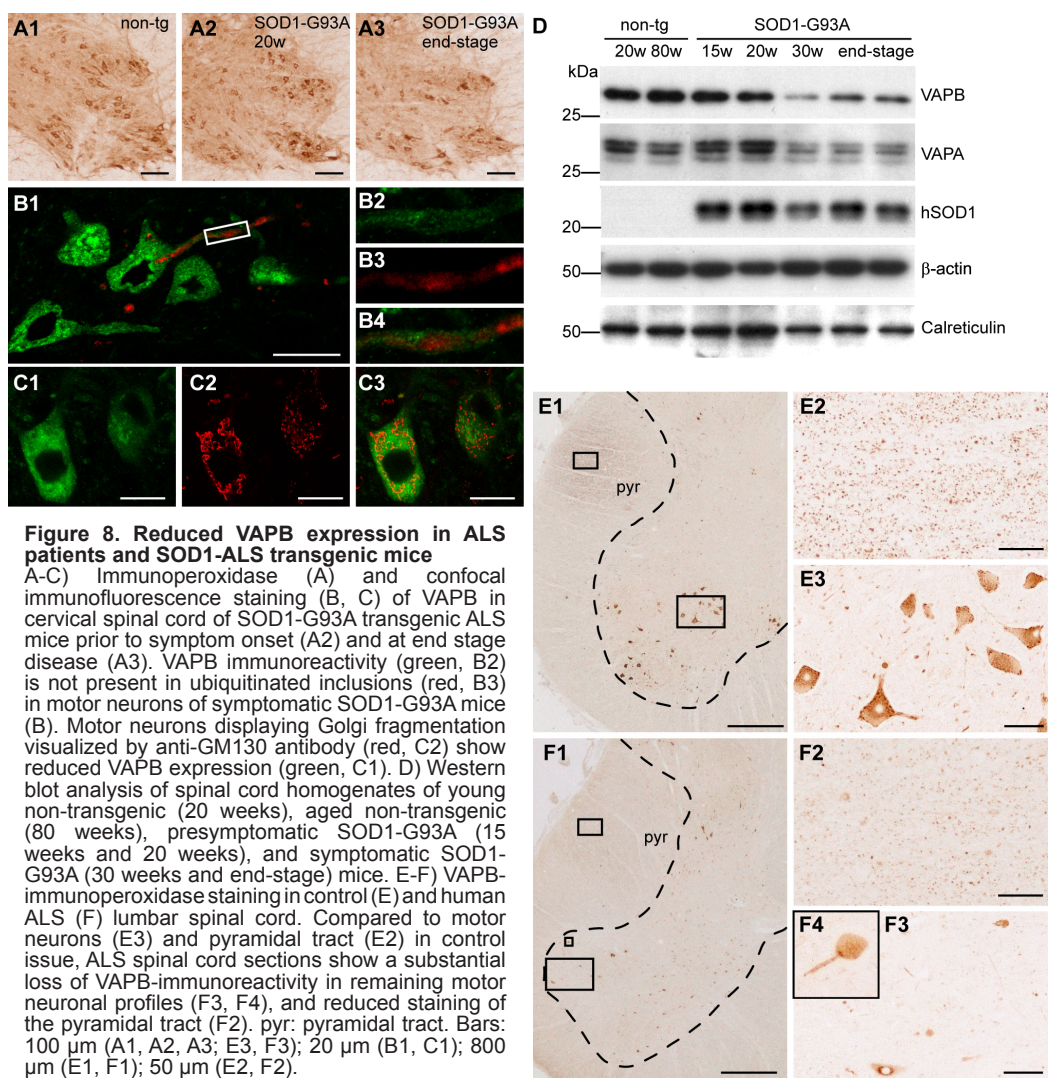 A1 non-tg
A2 SOD1-G93A
20w
A3 SOD1-G93A
end-stage
B1
B2
B3
B4
C1
C2
C3
Figure 8. Reduced VAPB expression in ALS
patients and SOD1-ALS transgenic mice
A-C) Immunoperoxidase (A) and confocal
immunofluorescence staining (B, C) of VAPB in
cervical spinal cord of SOD1-G93A transgenic ALS
mice prior to symptom onset (A2) and at end stage
disease (A3). VAPB immunoreactivity (green, B2)
is not present in ubiquitinated inclusions (red, B3)
in motor neurons of symptomatic SOD1-G93A mice
(B). Motor neurons displaying Golgi fragmentation
visualized by anti-GM130 antibody (red, C2) show
reduced VAPB expression (green, C1). D) Western
blot analysis of spinal cord homogenates of young
non-transgenic (20 weeks), aged non-transgenic
(80 weeks), presymptomatic SOD1-G93A (15
weeks and 20 weeks), and symptomatic SOD1-
G93A (30 weeks and end-stage) mice. E-F) VAPB-
immunoperoxidase staining in control (E) and human
ALS (F) lumbar spinal cord. Compared to motor
neurons (E3) and pyramidal tract (E2) in control
issue, ALS spinal cord sections show a substantial
loss of VAPB-immunoreactivity in remaining motor
neuronal profiles (F3, F4), and reduced staining of
the pyramidal tract (F2). pyr: pyramidal tract. Bars:
100 µm (A1, A2, A3; E3, F3); 20 µm (B1, C1); 800
µm (E1, F1); 50 µm (E2, F2).
D non-tg SOD1-G93A
20w 80w 15w 20w 30w end-stage
kDa
VAPB
25
VAPA
25
hSOD1
20
50 β-actin
50 Calreticulin
E1
pyr
E2
E3
F1
pyr
F2
F4 F3